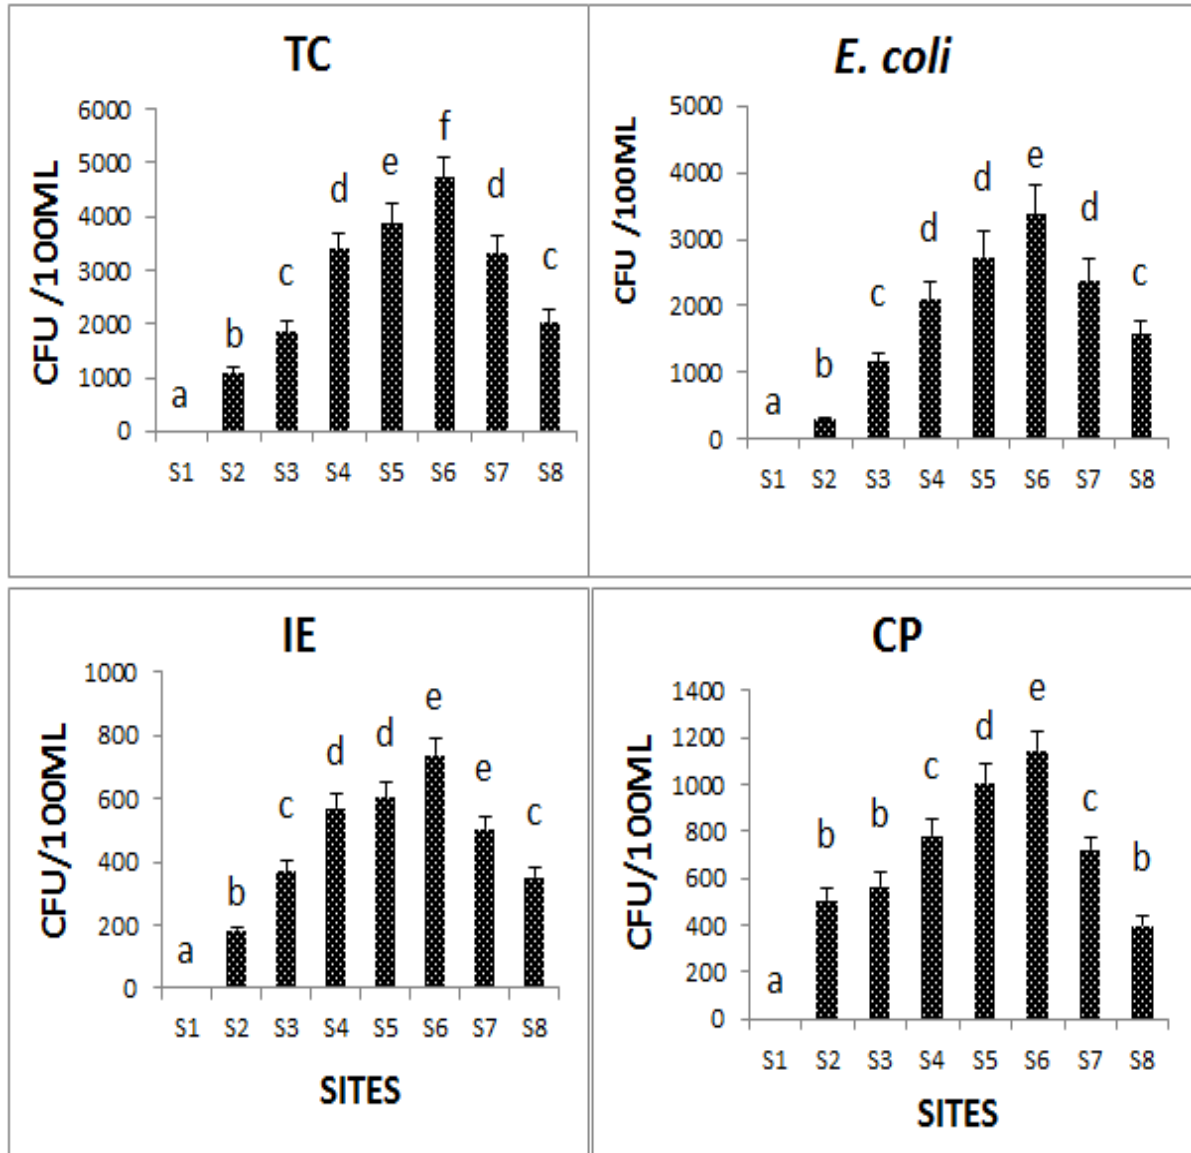 TC
CFU /100ML
6000
5000
4000
3000
2000
1000
0
a
b
c
d
e
f
d
c
S1 S2 S3 S4 S5 S6 S7 S8
E. coli
CFU /100ML
5000
4000
3000
2000
1000
0
a
b
c
d
d
e
d
c
S1 S2 S3 S4 S5 S6 S7 S8
IE
CFU/100ML
1000
800
600
400
200
0
a
b
c
d
d
e
e
c
S1 S2 S3 S4 S5 S6 S7 S8
SITES
CP
CFU/100ML
1400
1200
1000
800
600
400
200
0
a
b
b
c
d
e
c
b
S1 S2 S3 S4 S5 S6 S7 S8
SITES